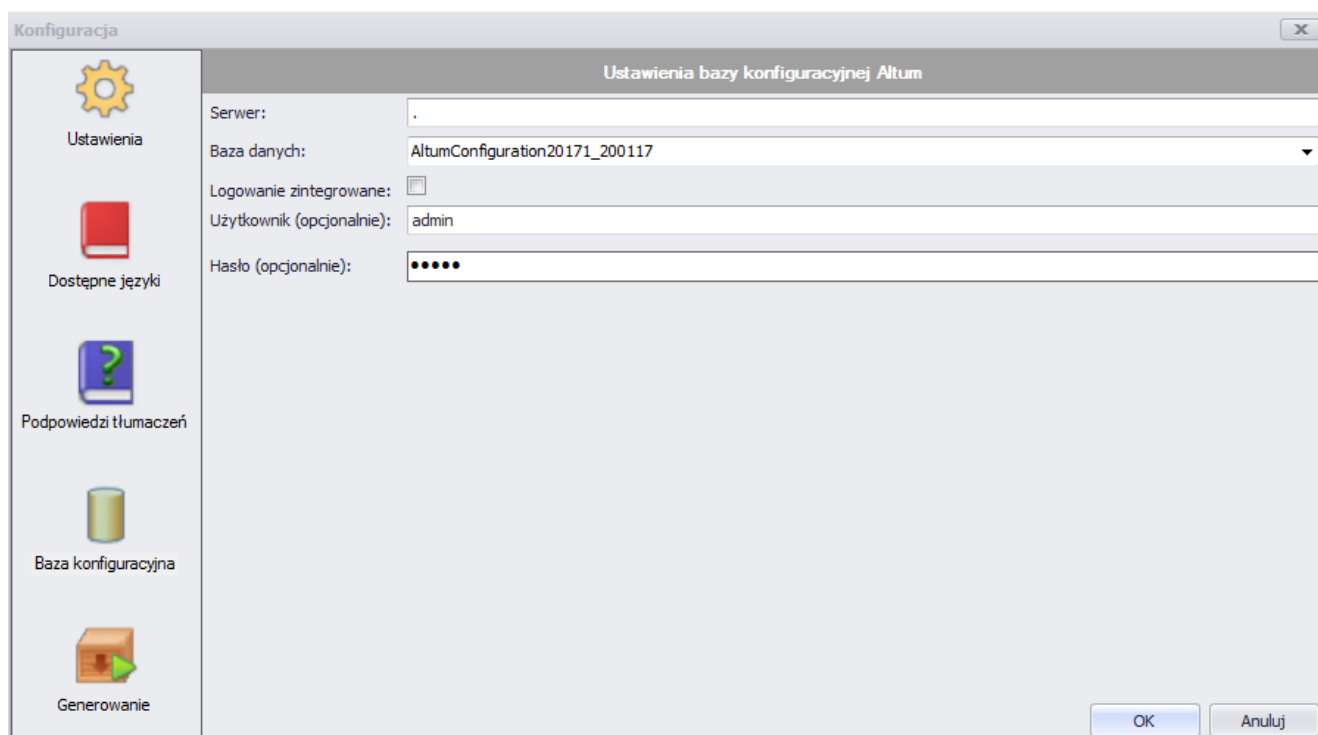 Konfiguracja
Ustawienia
Dostępne języki
Podpowiedzi tłumaczeń
Baza konfiguracyjna
Generowanie
Ustawienia bazy konfiguracyjnej Altum
Serwer: .
Baza danych: AltumConfiguration20171_200117
Logowanie zintegrowane:
Użytkownik (opcjonalnie): admin
Hasło (opcjonalnie): •••••
OK Anuluj